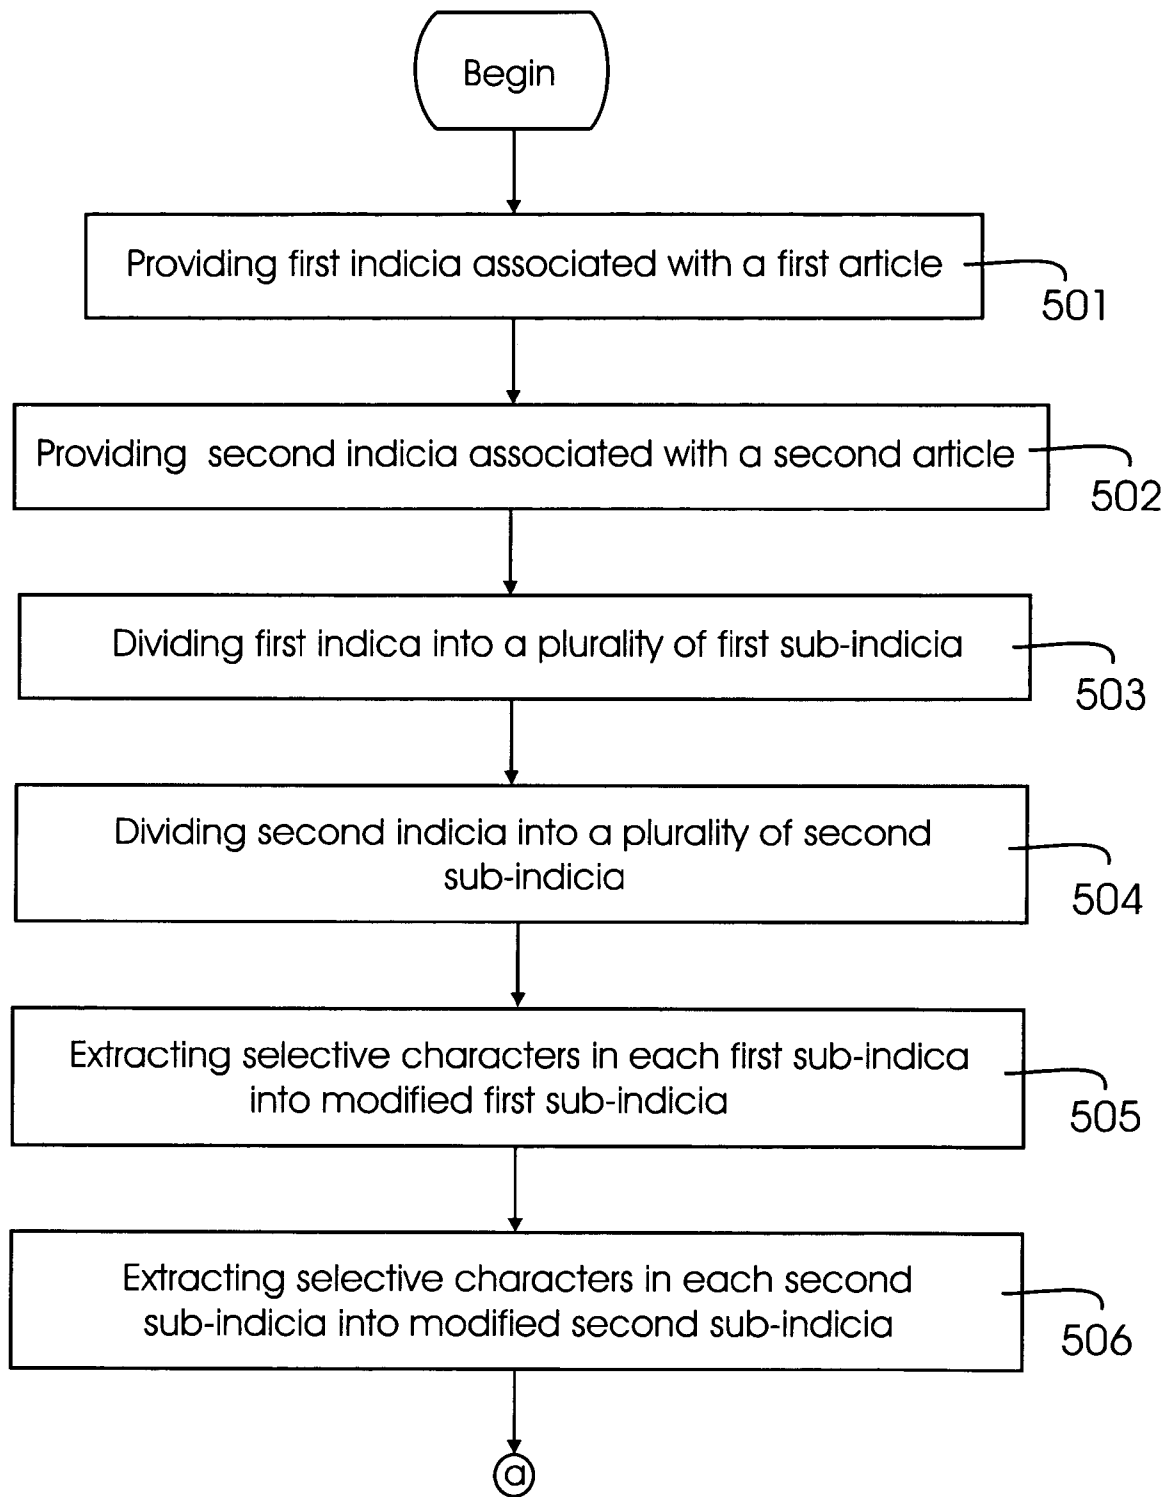 Begin
Providing first indicia associated with a first article
501
Providing second indicia associated with a second article
502
Dividing first indica into a plurality of first sub-indicia
503
Dividing second indicia into a plurality of second
sub-indicia
504
Extracting selective characters in each first sub-indica
into modified first sub-indicia
505
Extracting selective characters in each second
sub-indicia into modified second sub-indicia
506
a